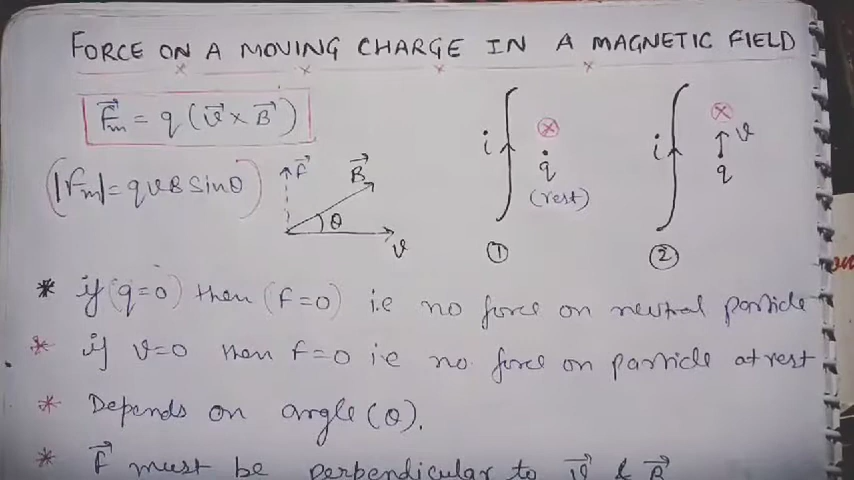 FORCE ON A MOVING CHARGE IN A MAGNETIC FIELD
F⃗m = q (v⃗ × B⃗)
(|Fm| = qvB Sinθ)
F⃗
B⃗
θ
v
i
⊗
q
(rest)
①
i
⊗
v
q
②
* if (q=0) then (F=0) i.e no force on neutral particle
* if v=0 then F=0 i.e no force on particle at rest
* Depends on angle (θ).
* F⃗ must be perpendicular to v⃗ & B⃗
on